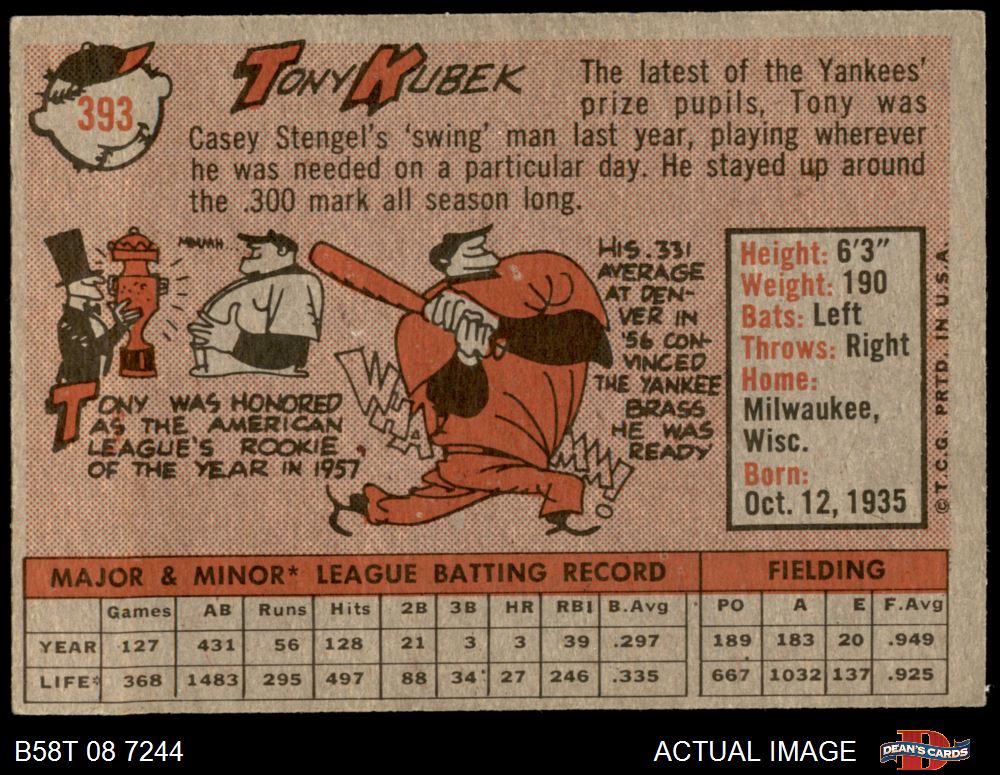 393
TONY KUBEK
The latest of the Yankees'
prize pupils, Tony was
Casey Stengel's 'swing' man last year, playing wherever
he was needed on a particular day. He stayed up around
the .300 mark all season long.
TONY WAS HONORED
AS THE AMERICAN
LEAGUE'S ROOKIE
OF THE YEAR IN 1957
WHAM
HIS .331
AVERAGE
AT DEN-
VER IN
'56 CON-
VINCED
THE YANKEE
BRASS
HE WAS
READY
Height: 6'3"
Weight: 190
Bats: Left
Throws: Right
Home:
Milwaukee,
Wisc.
Born:
Oct. 12, 1935
© T.C.G. PRTD. IN U.S.A.
MAJOR & MINOR* LEAGUE BATTING RECORD FIELDING
Games AB Runs Hits 2B 3B HR RBI B.Avg PO A E F.Avg
YEAR 127 431 56 128 21 3 3 39 .297 189 183 20 .949
LIFE* 368 1483 295 497 88 34 27 246 .335 667 1032 137 .925
B58T 08 7244 ACTUAL IMAGE DEAN'S CARDS